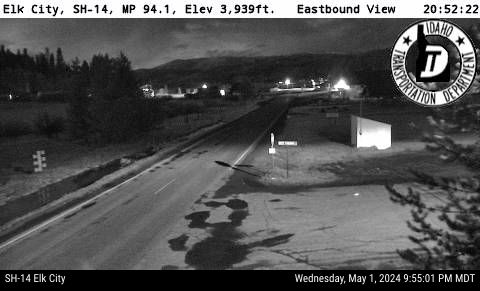 Elk City, SH-14, MP 94.1, Elev 3,939ft. Eastbound View 20:52:22
IDAHO
TRANSPORTATION DEPARTMENT
SH-14 Elk City Wednesday, May 1, 2024 9:55:01 PM MDT